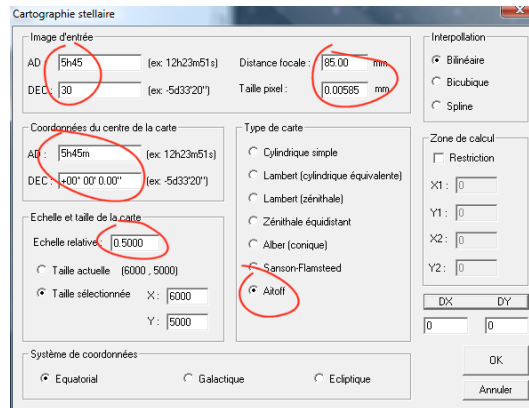 Cartographie stellaire
Image d'entrée
AD : 5h45 (ex: 12h23m51s)
DEC : 30 (ex: -5d33'20")
Distance focale : 85.00 mm
Taille pixel : 0.00585 mm
Interpolation
Bilinéaire
Bicubique
Spline
Coordonnées du centre de la carte
AD : 5h45m (ex: 12h23m51s)
DEC : +00° 00' 0.00" (ex: -5d33'20")
Type de carte
Cylindrique simple
Lambert (cylindrique équivalente)
Lambert (zénithale)
Zénithale équidistant
Alber (conique)
Sanson-Flamsteed
Aitoff
Zone de calcul
Restriction
X1 : 0
Y1 : 0
X2 : 0
Y2 : 0
Echelle et taille de la carte
Echelle relative : 0.5000
Taille actuelle (6000 , 5000)
Taille sélectionnée X : 6000
Y : 5000
DX DY
0 0
Système de coordonnées
Equatorial Galactique Ecliptique
OK
Annuler